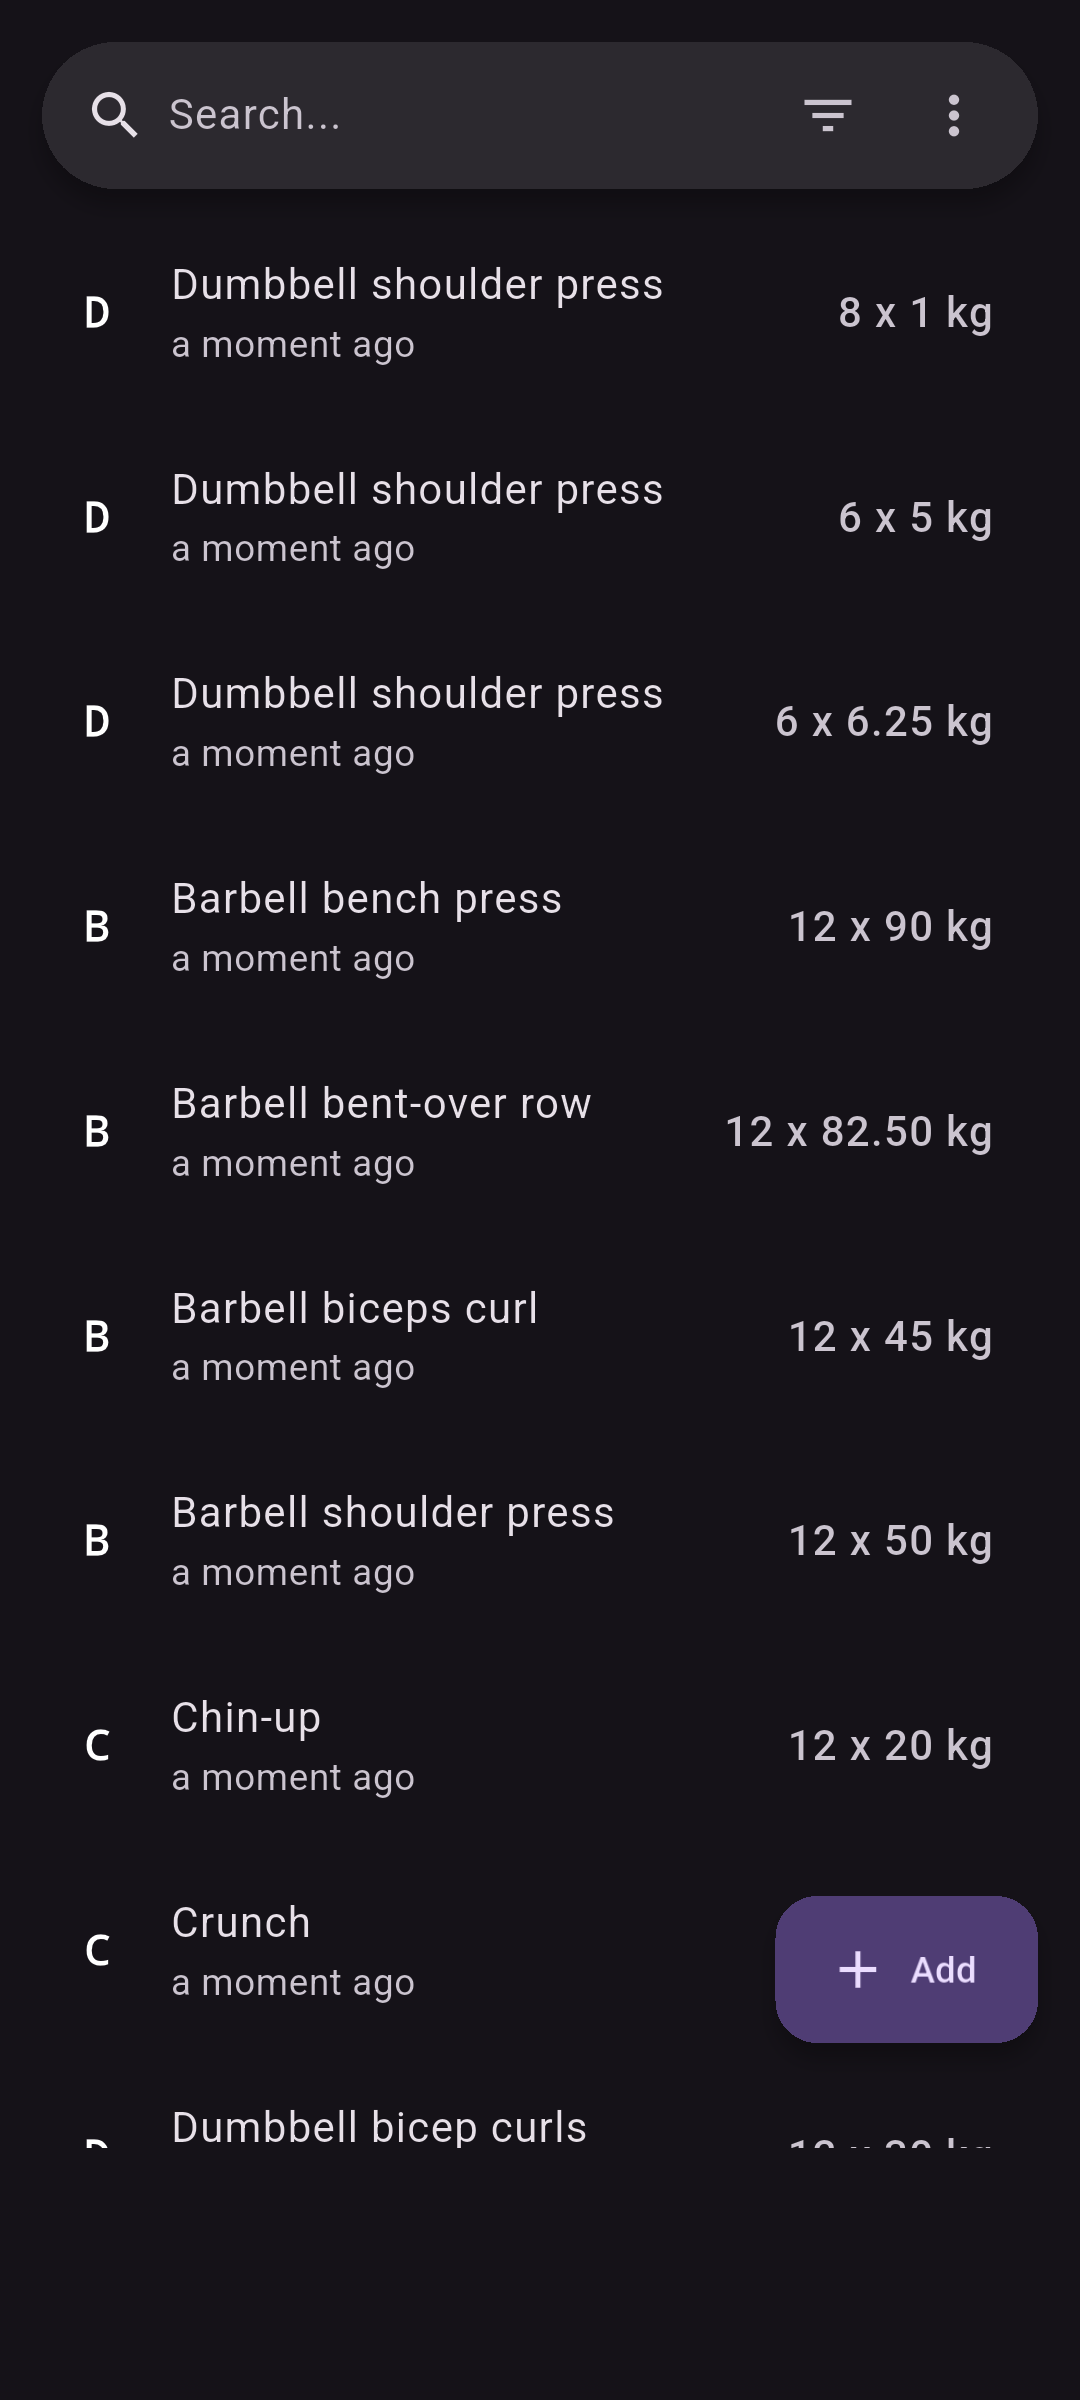 Search...
D
Dumbbell shoulder press
a moment ago
8 x 1 kg
D
Dumbbell shoulder press
a moment ago
6 x 5 kg
D
Dumbbell shoulder press
a moment ago
6 x 6.25 kg
B
Barbell bench press
a moment ago
12 x 90 kg
B
Barbell bent-over row
a moment ago
12 x 82.50 kg
B
Barbell biceps curl
a moment ago
12 x 45 kg
B
Barbell shoulder press
a moment ago
12 x 50 kg
C
Chin-up
a moment ago
12 x 20 kg
C
Crunch
a moment ago
Add
D
Dumbbell bicep curls